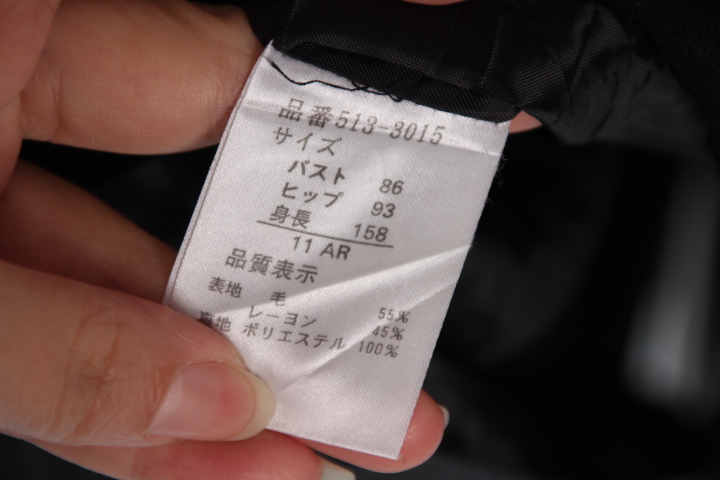 品番513-3015
サイズ
バスト 86
ヒップ 93
身長 158
11 AR
品質表示
表地 毛 55%
レーヨン 45%
裏地 ポリエステル 100%